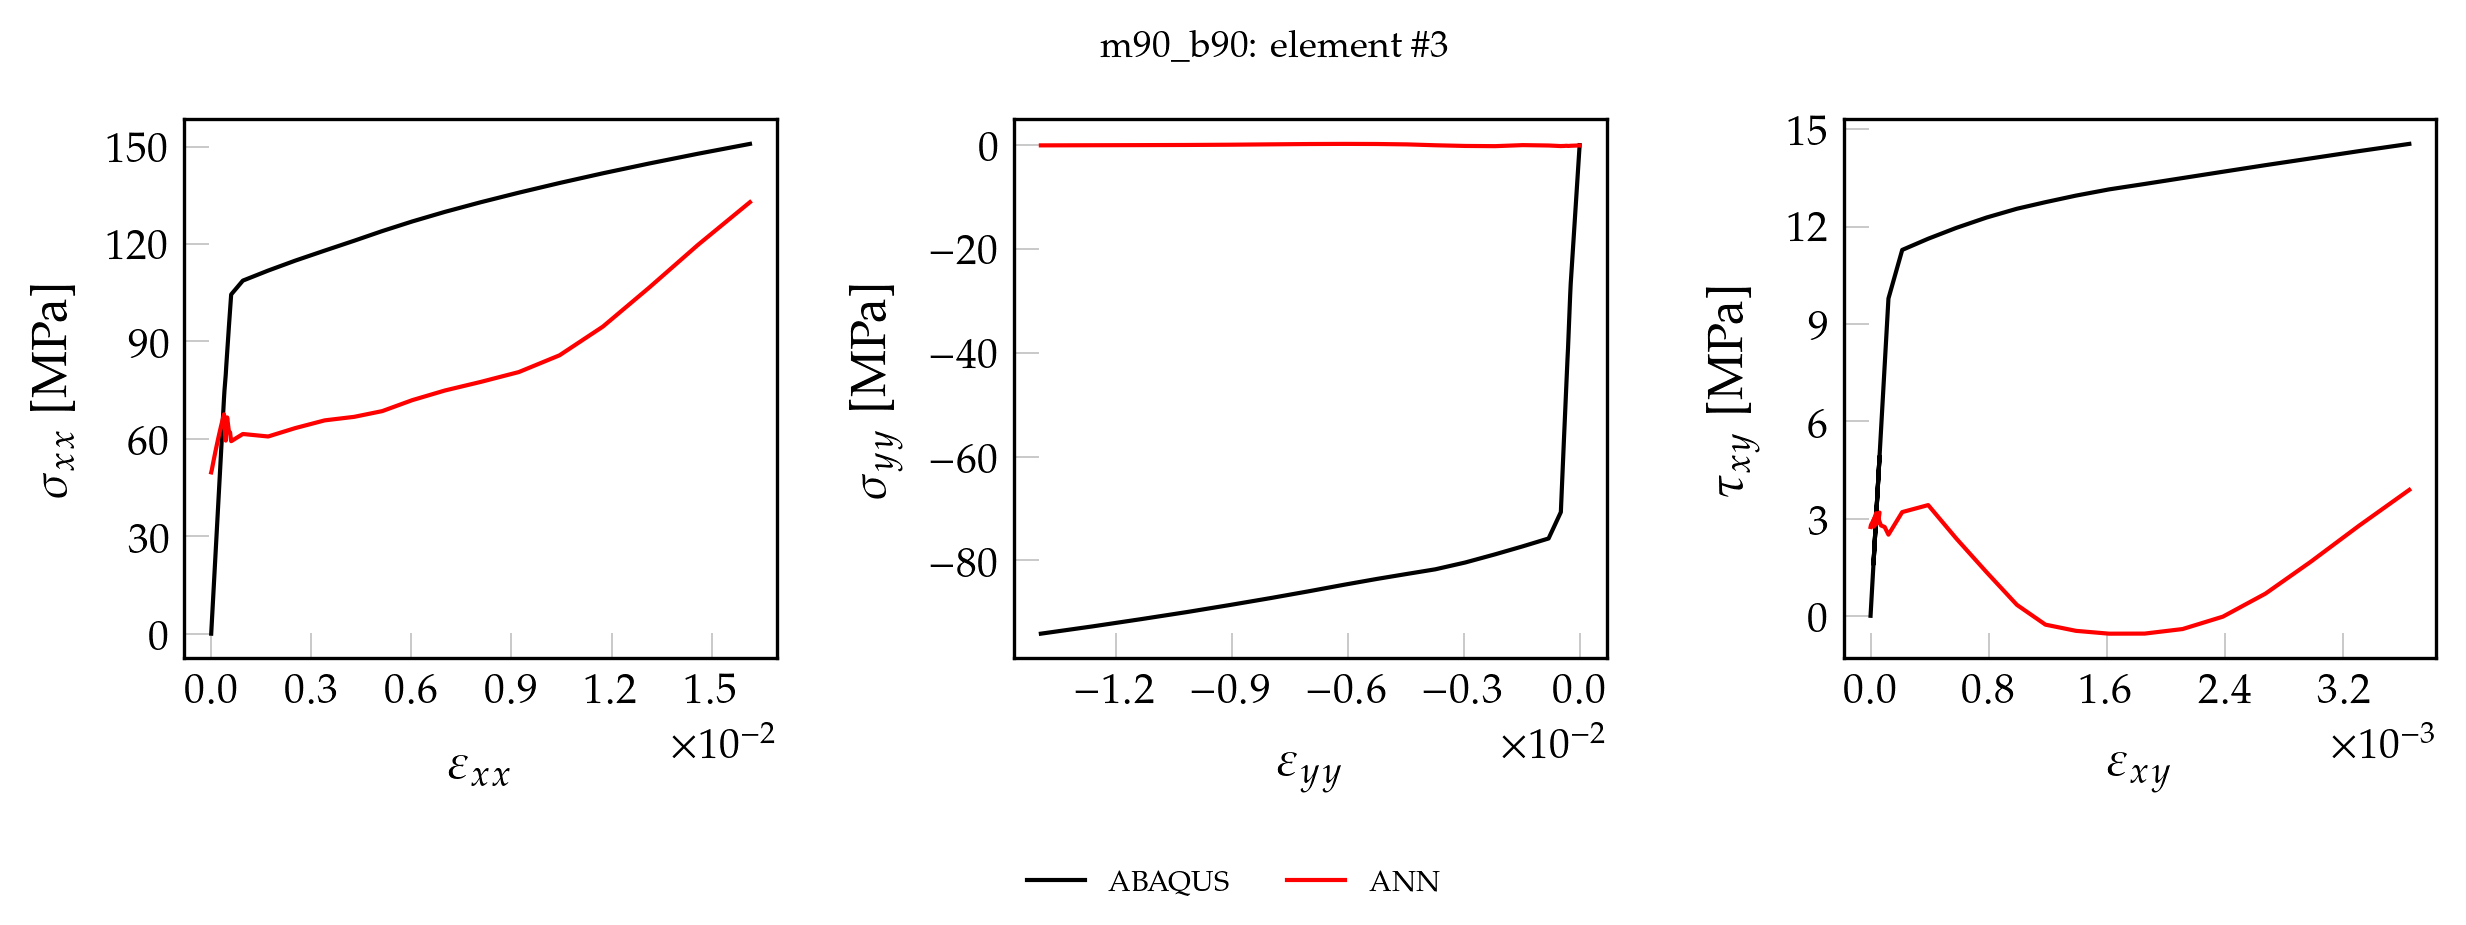 m90_b90: element #3
σxx [MPa]
150
120
90
60
30
0
0.0 0.3 0.6 0.9 1.2 1.5
×10−2
εxx
σyy [MPa]
0
−20
−40
−60
−80
−1.2 −0.9 −0.6 −0.3 0.0
×10−2
εyy
τxy [MPa]
15
12
9
6
3
0
0.0 0.8 1.6 2.4 3.2
×10−3
εxy
ABAQUS ANN